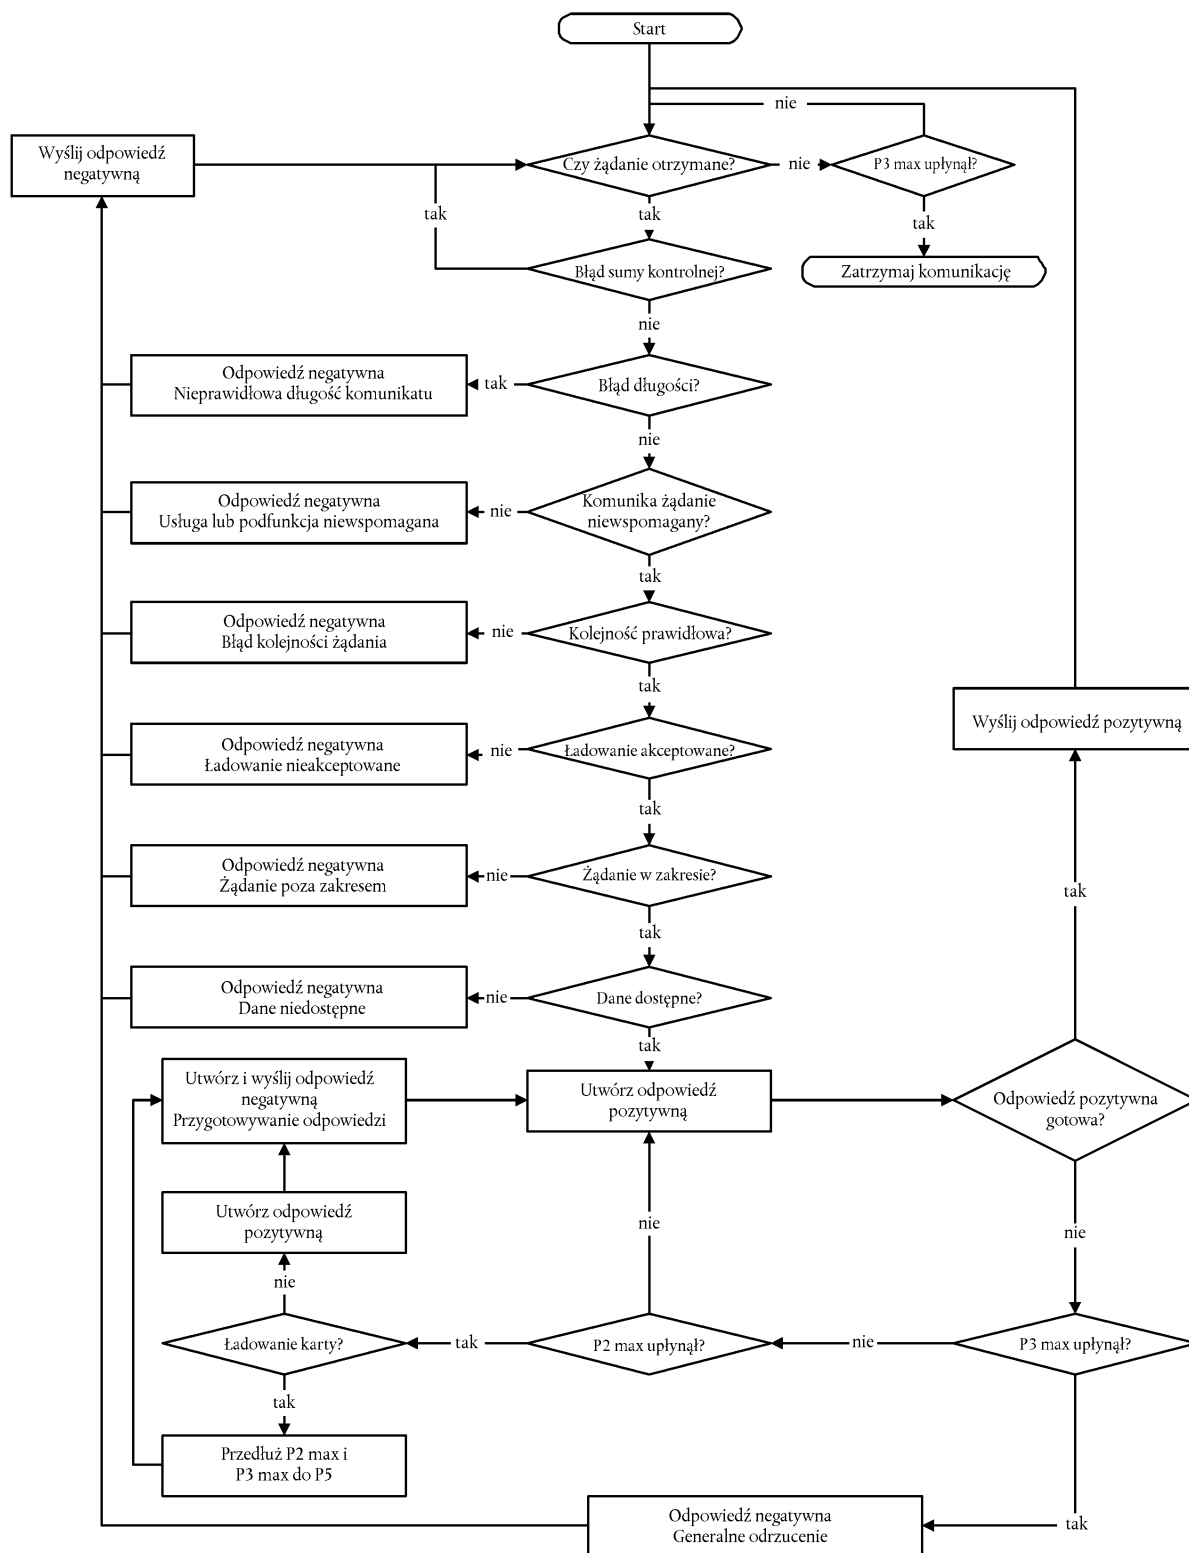 Start
nie
Wyślij odpowiedź
negatywną
Czy żądanie otrzymane?
nie
P3 max upłynął?
tak
tak
tak
Błąd sumy kontrolnej?
Zatrzymaj komunikację
nie
Odpowiedź negatywna
Nieprawidłowa długość komunikatu
tak
Błąd długości?
nie
Odpowiedź negatywna
Usługa lub podfunkcja niewspomagana
nie
Komunika żądanie
niewspomagany?
tak
Odpowiedź negatywna
Błąd kolejności żądania
nie
Kolejność prawidłowa?
tak
Wyślij odpowiedź pozytywną
Odpowiedź negatywna
Ładowanie nieakceptowane
nie
Ładowanie akceptowane?
tak
Odpowiedź negatywna
Żądanie poza zakresem
nie
Żądanie w zakresie?
tak
tak
Odpowiedź negatywna
Dane niedostępne
nie
Dane dostępne?
tak
Utwórz i wyślij odpowiedź
negatywną
Przygotowywanie odpowiedzi
Utwórz odpowiedź
pozytywną
Odpowiedź pozytywna
gotowa?
Utwórz odpowiedź
pozytywną
nie
nie
nie
Ładowanie karty?
tak
P2 max upłynął?
nie
P3 max upłynął?
tak
Przedłuż P2 max i
P3 max do P5
Odpowiedź negatywna
Generalne odrzucenie
tak